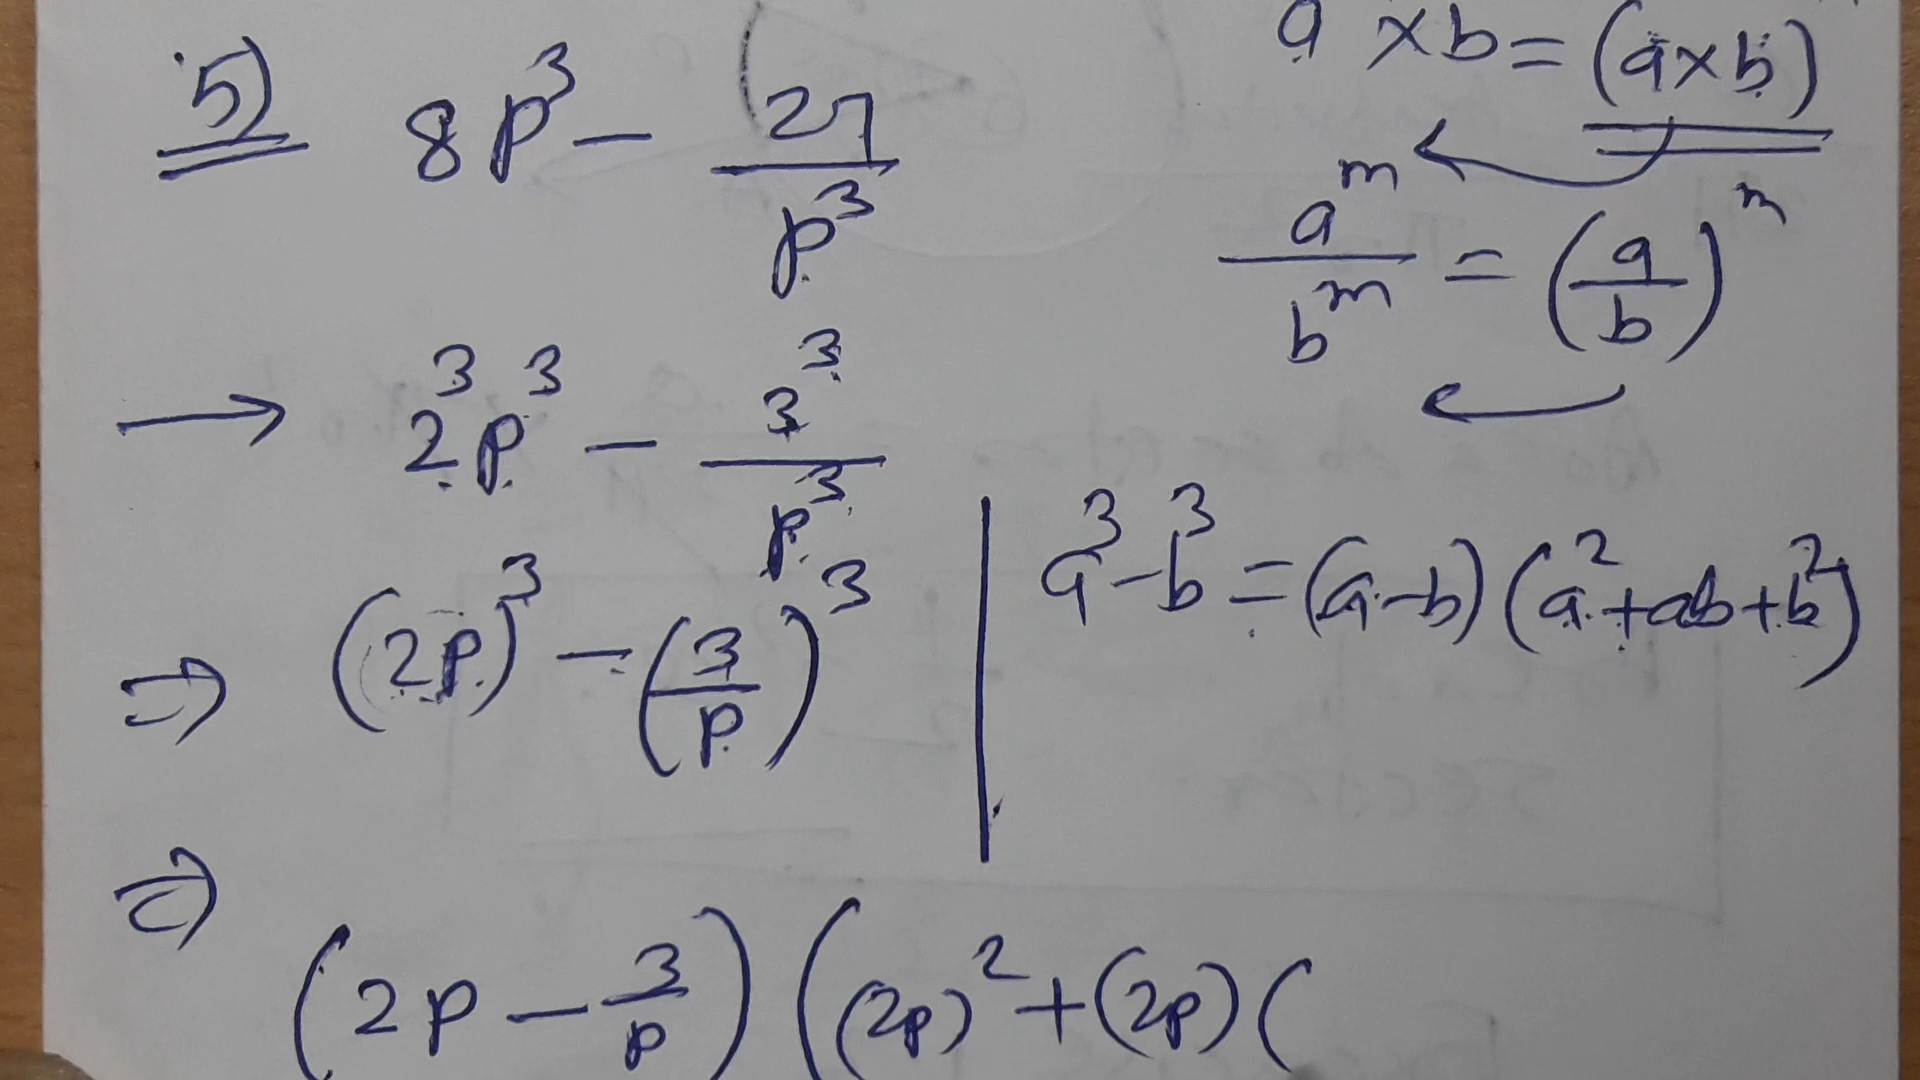 5) 8p³ - 27/p³
→ 2³p³ - 3³/p³
⇒ (2p)³ - (3/p)³
⇒
(2p - 3/p)((2p)² + (2p)(
a × b = (a×b)
a^m/b^m = (a/b)^m
a³-b³ = (a-b)(a²+ab+b²)